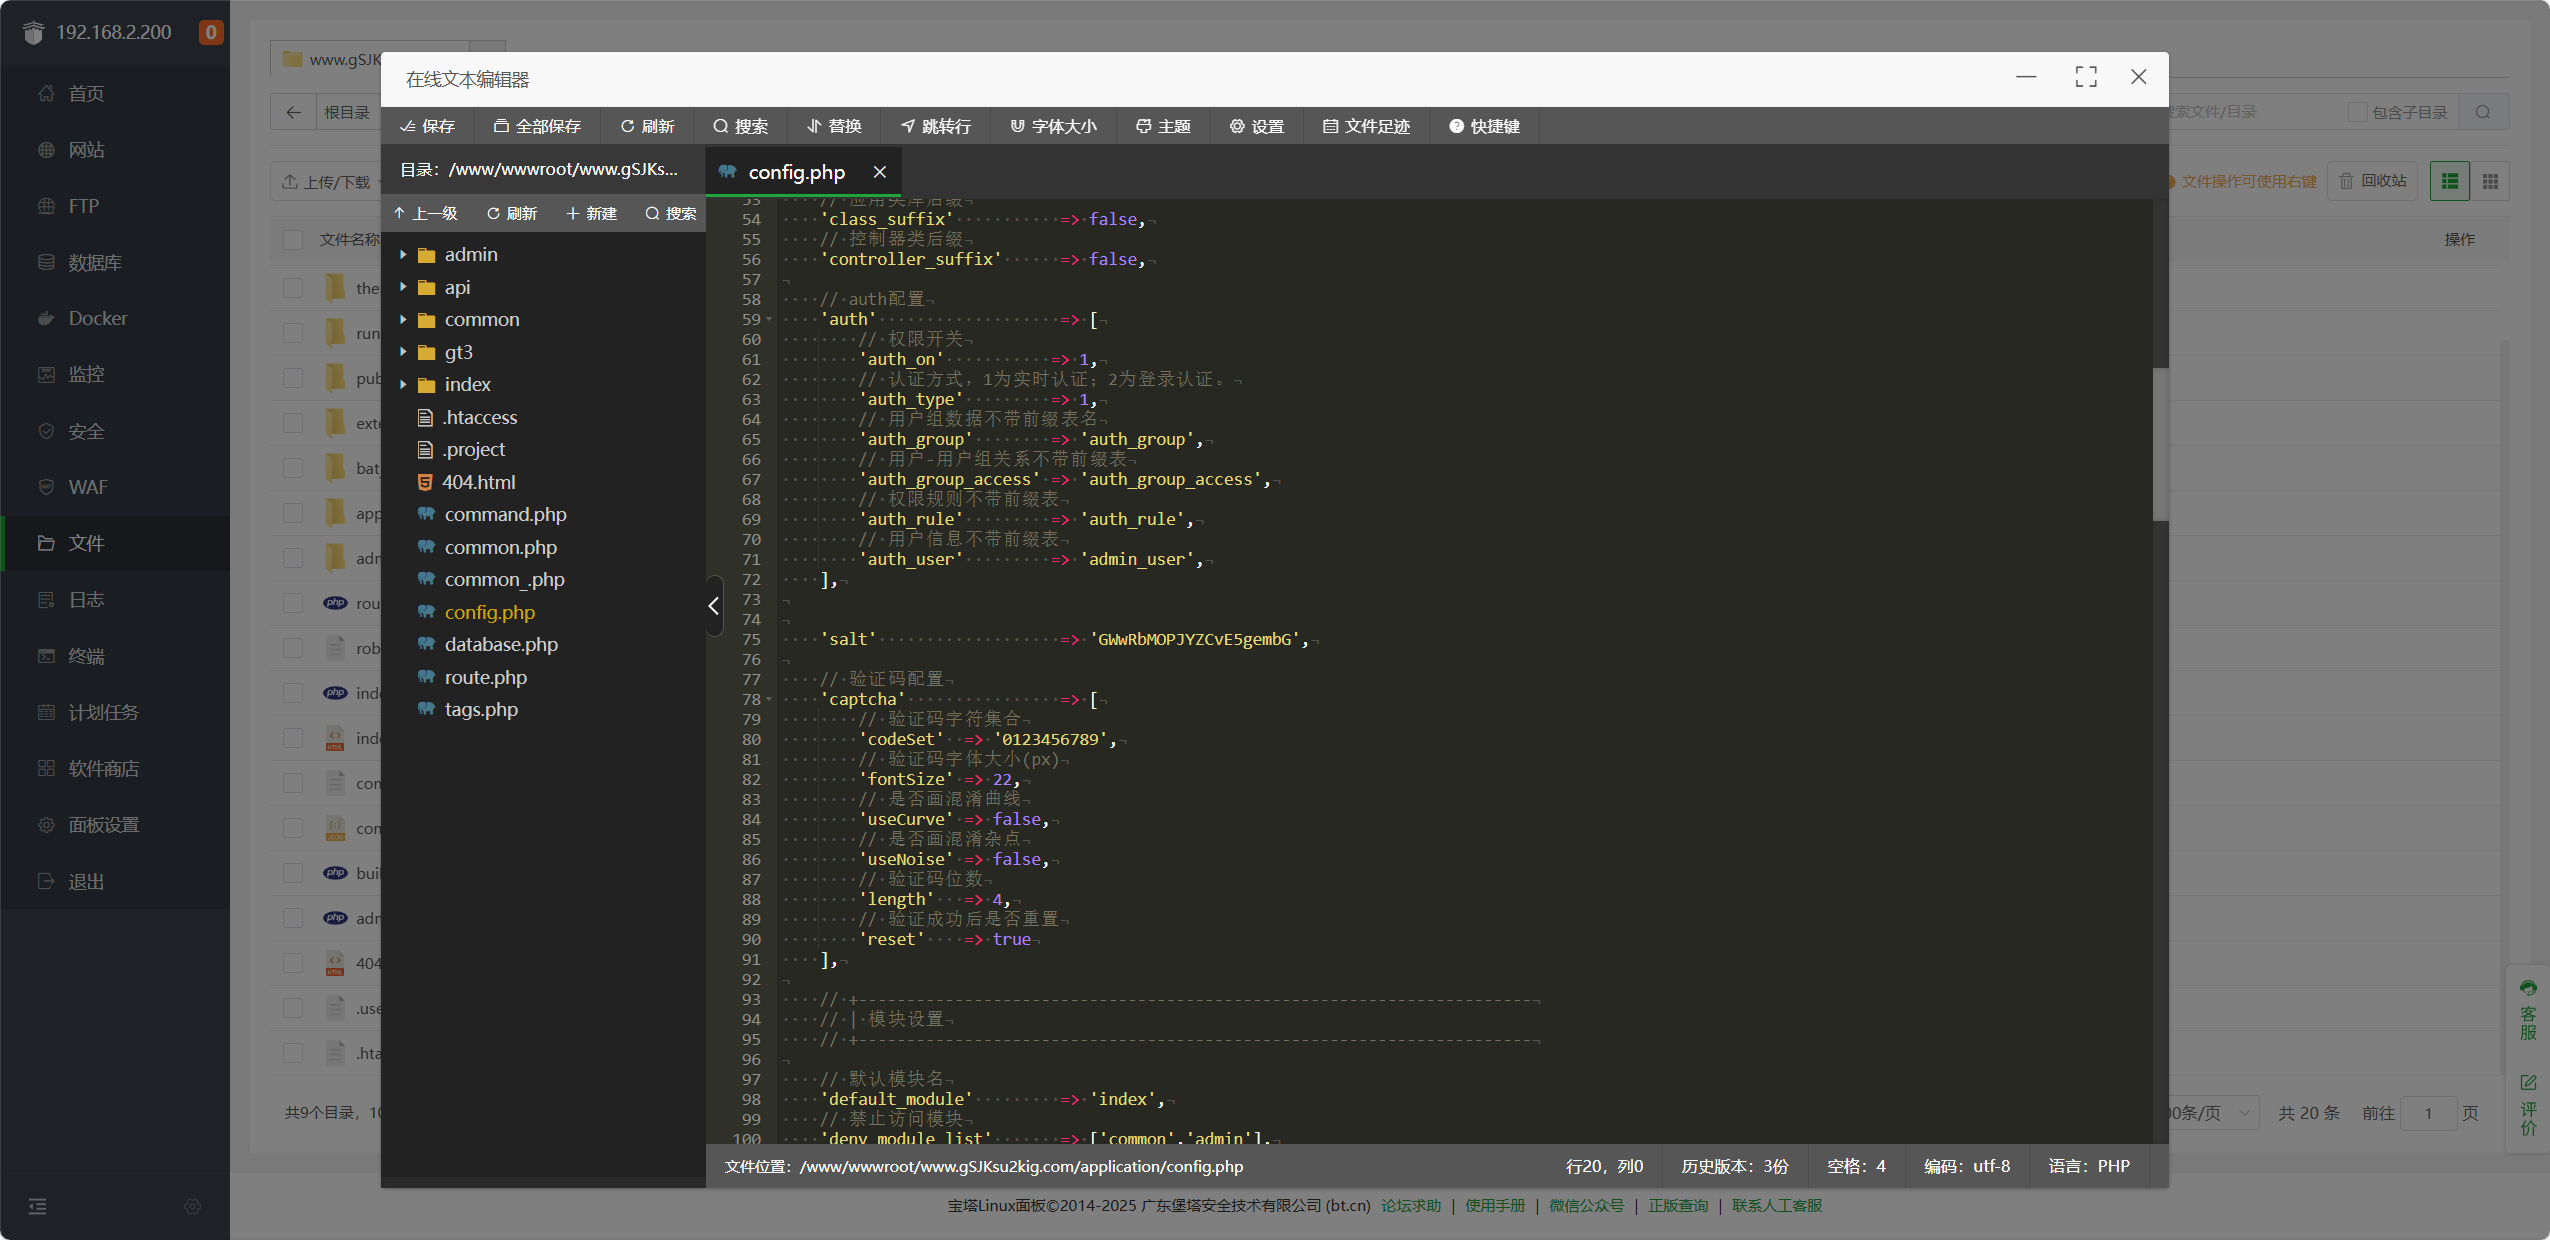 192.168.2.200
0
首页
网站
FTP
数据库
Docker
监控
安全
WAF
文件
日志
终端
计划任务
软件商店
面板设置
退出
www.gSJK
根目录
搜索文件/目录
包含子目录
上传/下载
文件操作可使用右键
回收站
文件名称
操作
the
run
pub
exte
bat
app
adn
rou
rob
inde
inde
con
con
buil
adn
404
.use
.hta
共9个目录，10
00条/页
共 20 条
前往
1
页
客服
评价
在线文本编辑器
保存
全部保存
刷新
搜索
替换
跳转行
字体大小
主题
设置
文件足迹
快捷键
目录：/www/wwwroot/www.gSJKs...
config.php
上一级
刷新
新建
搜索
admin
api
common
gt3
index
.htaccess
.project
404.html
command.php
common.php
common_.php
config.php
database.php
route.php
tags.php
53 // 应用类库后缀
54 'class_suffix' => false,
55 // 控制器类后缀
56 'controller_suffix' => false,
57
58 // auth配置
59 'auth' => [
60 // 权限开关
61 'auth_on' => 1,
62 // 认证方式，1为实时认证；2为登录认证。
63 'auth_type' => 1,
64 // 用户组数据不带前缀表名
65 'auth_group' => 'auth_group',
66 // 用户-用户组关系不带前缀表
67 'auth_group_access' => 'auth_group_access',
68 // 权限规则不带前缀表
69 'auth_rule' => 'auth_rule',
70 // 用户信息不带前缀表
71 'auth_user' => 'admin_user',
72 ],
73
74
75 'salt' => 'GWwRbMOPJYZCvE5gembG',
76
77 // 验证码配置
78 'captcha' => [
79 // 验证码字符集合
80 'codeSet' => '0123456789',
81 // 验证码字体大小(px)
82 'fontSize' => 22,
83 // 是否画混淆曲线
84 'useCurve' => false,
85 // 是否画混淆杂点
86 'useNoise' => false,
87 // 验证码位数
88 'length' => 4,
89 // 验证成功后是否重置
90 'reset' => true
91 ],
92
93 // +----------------------------------------------------------------------
94 // | 模块设置
95 // +----------------------------------------------------------------------
96
97 // 默认模块名
98 'default_module' => 'index',
99 // 禁止访问模块
100 'deny_module_list' => ['common','admin'],
文件位置：/www/wwwroot/www.gSJKsu2kig.com/application/config.php
行20，列0
历史版本：3份
空格：4
编码：utf-8
语言：PHP
宝塔Linux面板©2014-2025 广东堡塔安全技术有限公司 (bt.cn) 论坛求助 | 使用手册 | 微信公众号 | 正版查询 | 联系人工客服